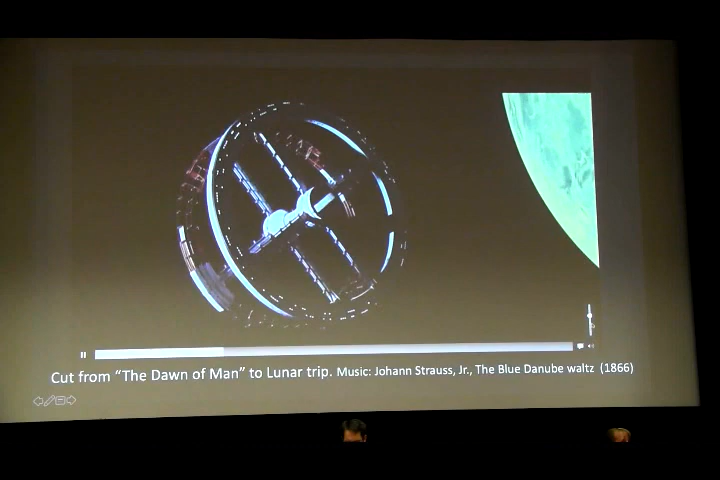 Cut from “The Dawn of Man” to Lunar trip. Music: Johann Strauss, Jr., The Blue Danube waltz (1866)